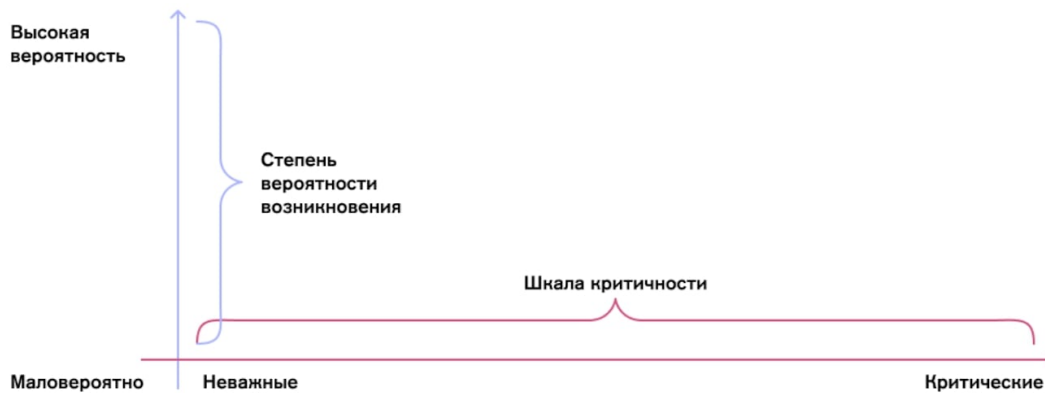 Высокая
вероятность
Степень
вероятности
возникновения
Шкала критичности
Маловероятно
Неважные
Критические